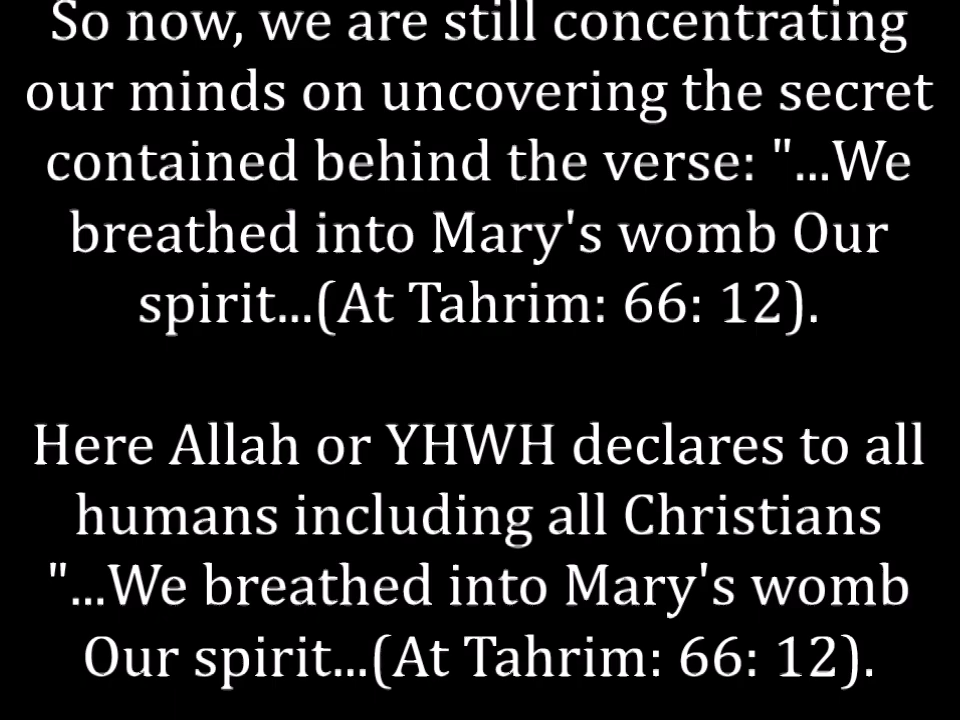 So now, we are still concentrating
our minds on uncovering the secret
contained behind the verse: "...We
breathed into Mary's womb Our
spirit...(At Tahrim: 66: 12).
Here Allah or YHWH declares to all
humans including all Christians
"...We breathed into Mary's womb
Our spirit...(At Tahrim: 66: 12).